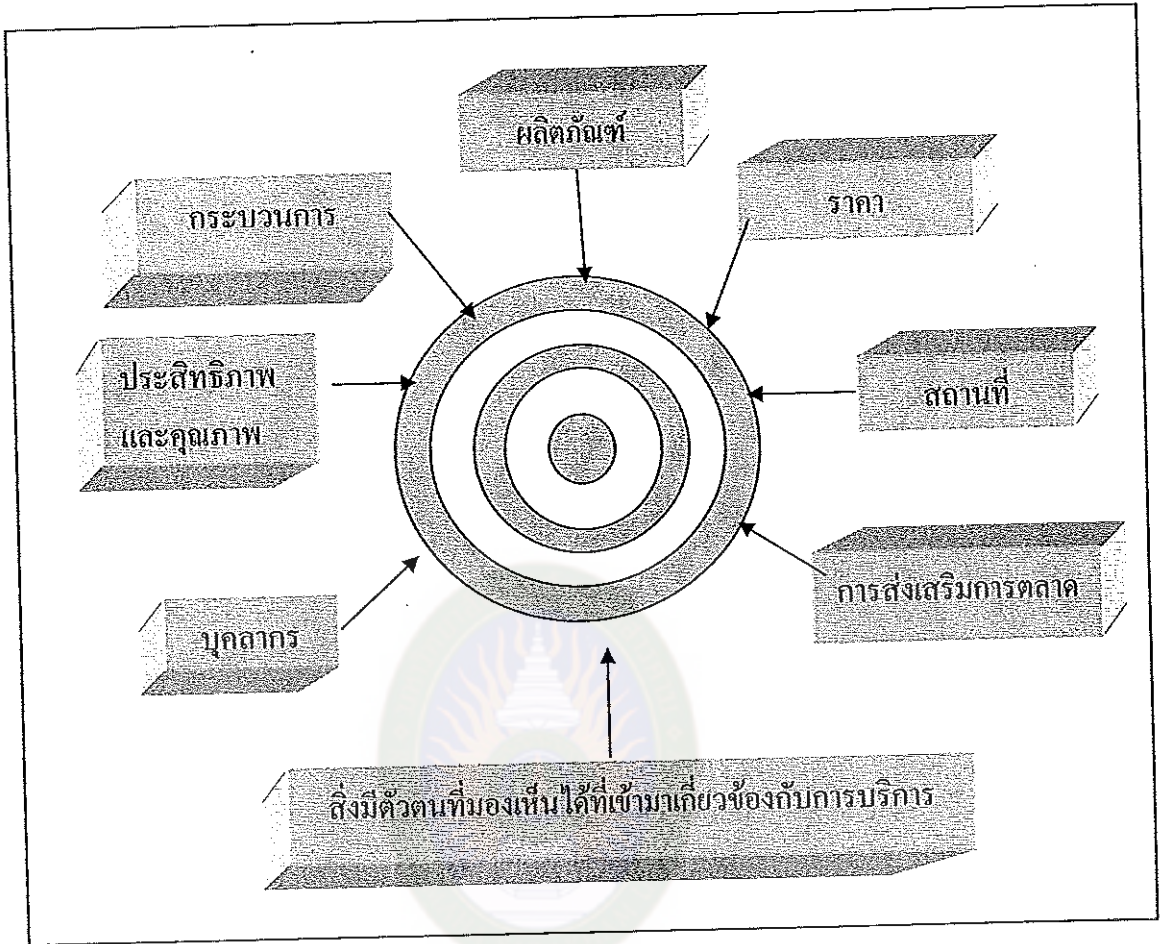 ผลิตภัณฑ์
ราคา
กระบวนการ
สถานที่
ประสิทธิภาพ
และคุณภาพ
การส่งเสริมการตลาด
บุคลากร
สิ่งมีตัวตนที่มองเห็นได้ที่เข้ามาเกี่ยวข้องกับการบริการ